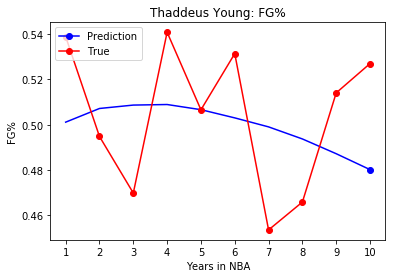 Thaddeus Young: FG%
Prediction
True
FG%
0.54
0.52
0.50
0.48
0.46
1 2 3 4 5 6 7 8 9 10
Years in NBA